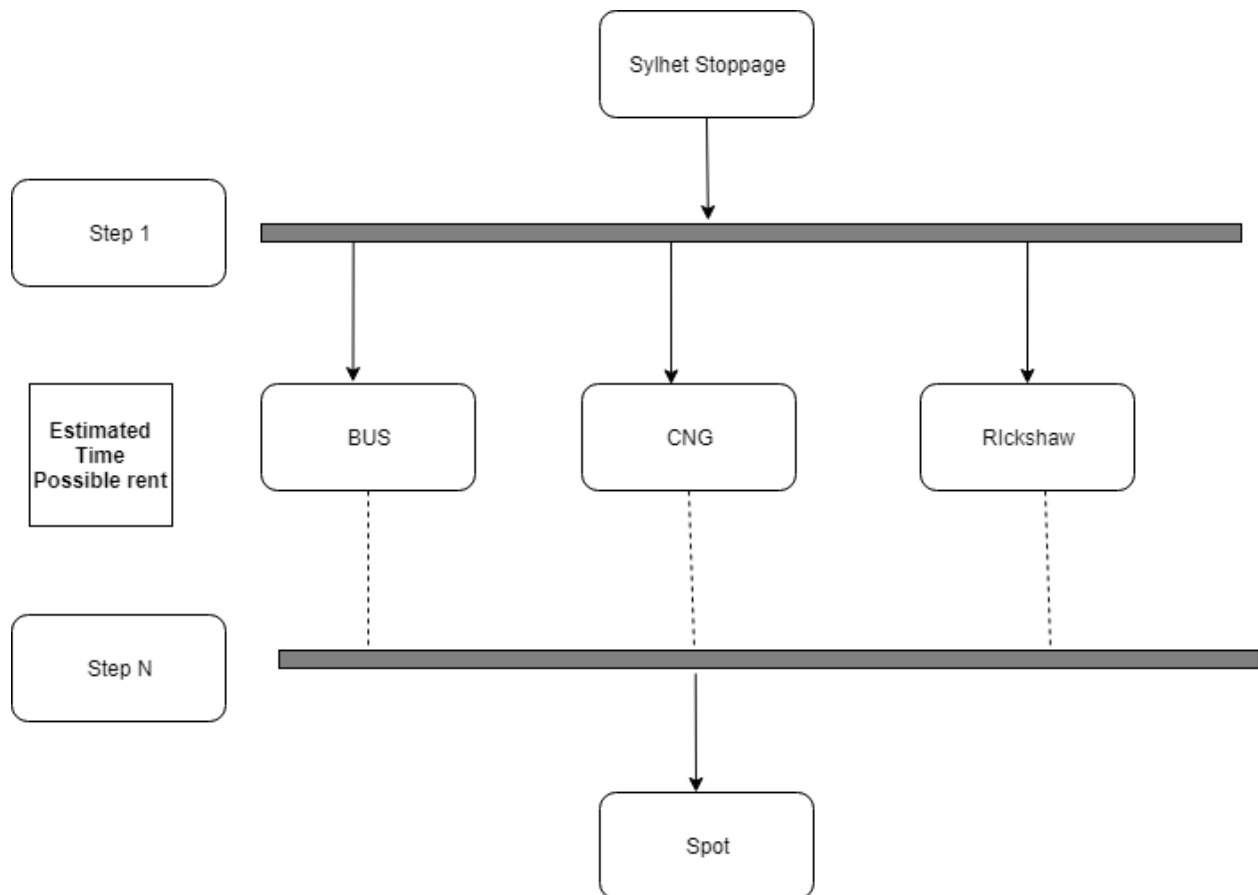 Sylhet Stoppage
Step 1
Estimated
Time
Possible rent
BUS
CNG
RIckshaw
Step N
Spot